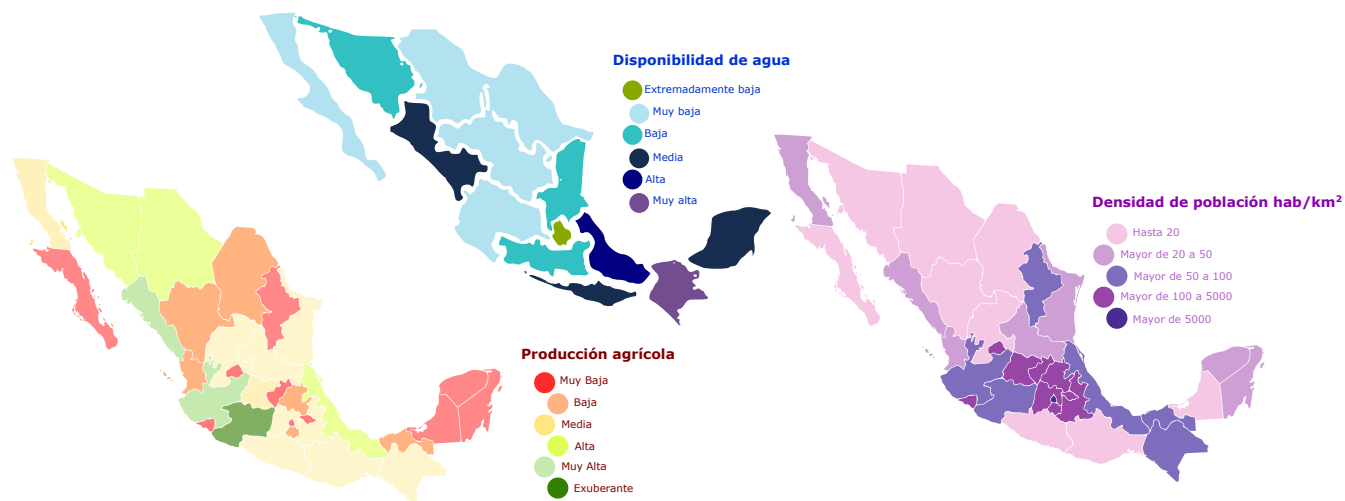 Disponibilidad de agua
Extremadamente baja
Muy baja
Baja
Media
Alta
Muy alta
Producción agrícola
Muy Baja
Baja
Media
Alta
Muy Alta
Exuberante
Densidad de población hab/km²
Hasta 20
Mayor de 20 a 50
Mayor de 50 a 100
Mayor de 100 a 5000
Mayor de 5000